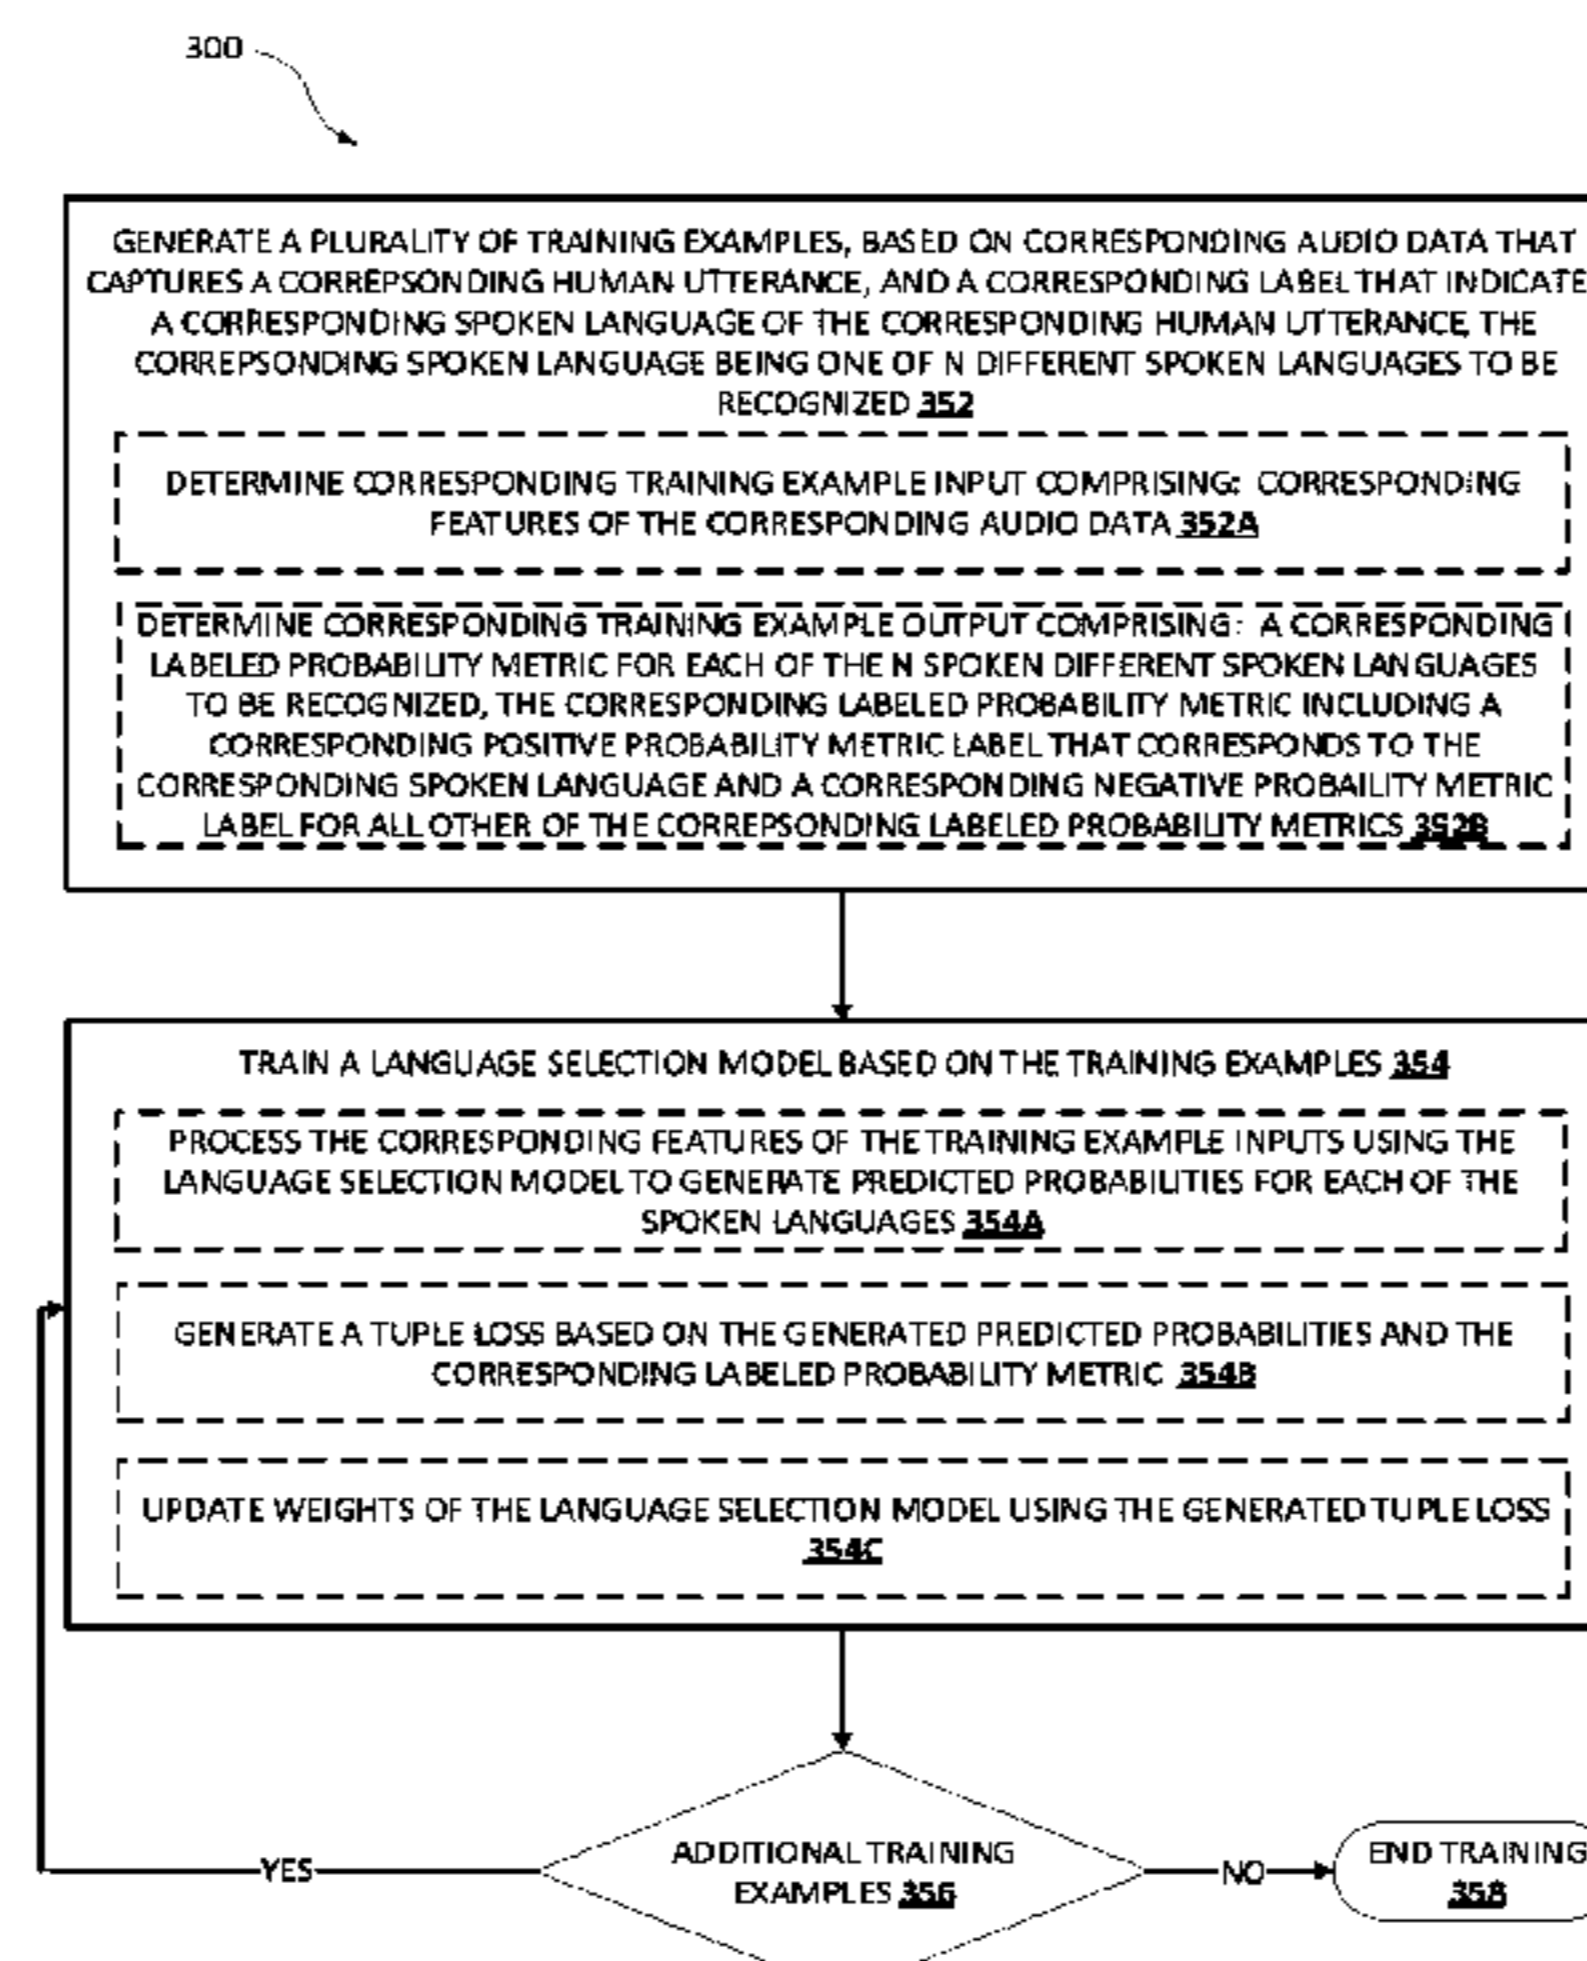 300
GENERATE A PLURALITY OF TRAINING EXAMPLES, BASED ON CORRESPONDING AUDIO DATA THAT
CAPTURES A CORREPSONDING HUMAN UTTERANCE, AND A CORRESPONDING LABEL THAT INDICATE
A CORRESPONDING SPOKEN LANGUAGE OF THE CORRESPONDING HUMAN UTTERANCE, THE
CORREPSONDING SPOKEN LANGUAGE BEING ONE OF N DIFFERENT SPOKEN LANGUAGES TO BE
RECOGNIZED 352
DETERMINE CORRESPONDING TRAINING EXAMPLE INPUT COMPRISING: CORRESPONDING
FEATURES OF THE CORRESPONDING AUDIO DATA 352A
DETERMINE CORRESPONDING TRAINING EXAMPLE OUTPUT COMPRISING: A CORRESPONDING
LABELED PROBABILITY METRIC FOR EACH OF THE N SPOKEN DIFFERENT SPOKEN LANGUAGES
TO BE RECOGNIZED, THE CORRESPONDING LABELED PROBABILITY METRIC INCLUDING A
CORRESPONDING POSITIVE PROBABILITY METRIC LABEL THAT CORRESPONDS TO THE
CORRESPONDING SPOKEN LANGUAGE AND A CORRESPONDING NEGATIVE PROBAILITY METRIC
LABEL FOR ALL OTHER OF THE CORREPSONDING LABELED PROBABILITY METRICS 352B
TRAIN A LANGUAGE SELECTION MODEL BASED ON THE TRAINING EXAMPLES 354
PROCESS THE CORRESPONDING FEATURES OF THE TRAINING EXAMPLE INPUTS USING THE
LANGUAGE SELECTION MODEL TO GENERATE PREDICTED PROBABILITIES FOR EACH OF THE
SPOKEN LANGUAGES 354A
GENERATE A TUPLE LOSS BASED ON THE GENERATED PREDICTED PROBABILITIES AND THE
CORRESPONDING LABELED PROBABILITY METRIC 354B
UPDATE WEIGHTS OF THE LANGUAGE SELECTION MODEL USING THE GENERATED TUPLE LOSS
354C
ADDITIONAL TRAINING
EXAMPLES 356
YES
NO
END TRAINING
358